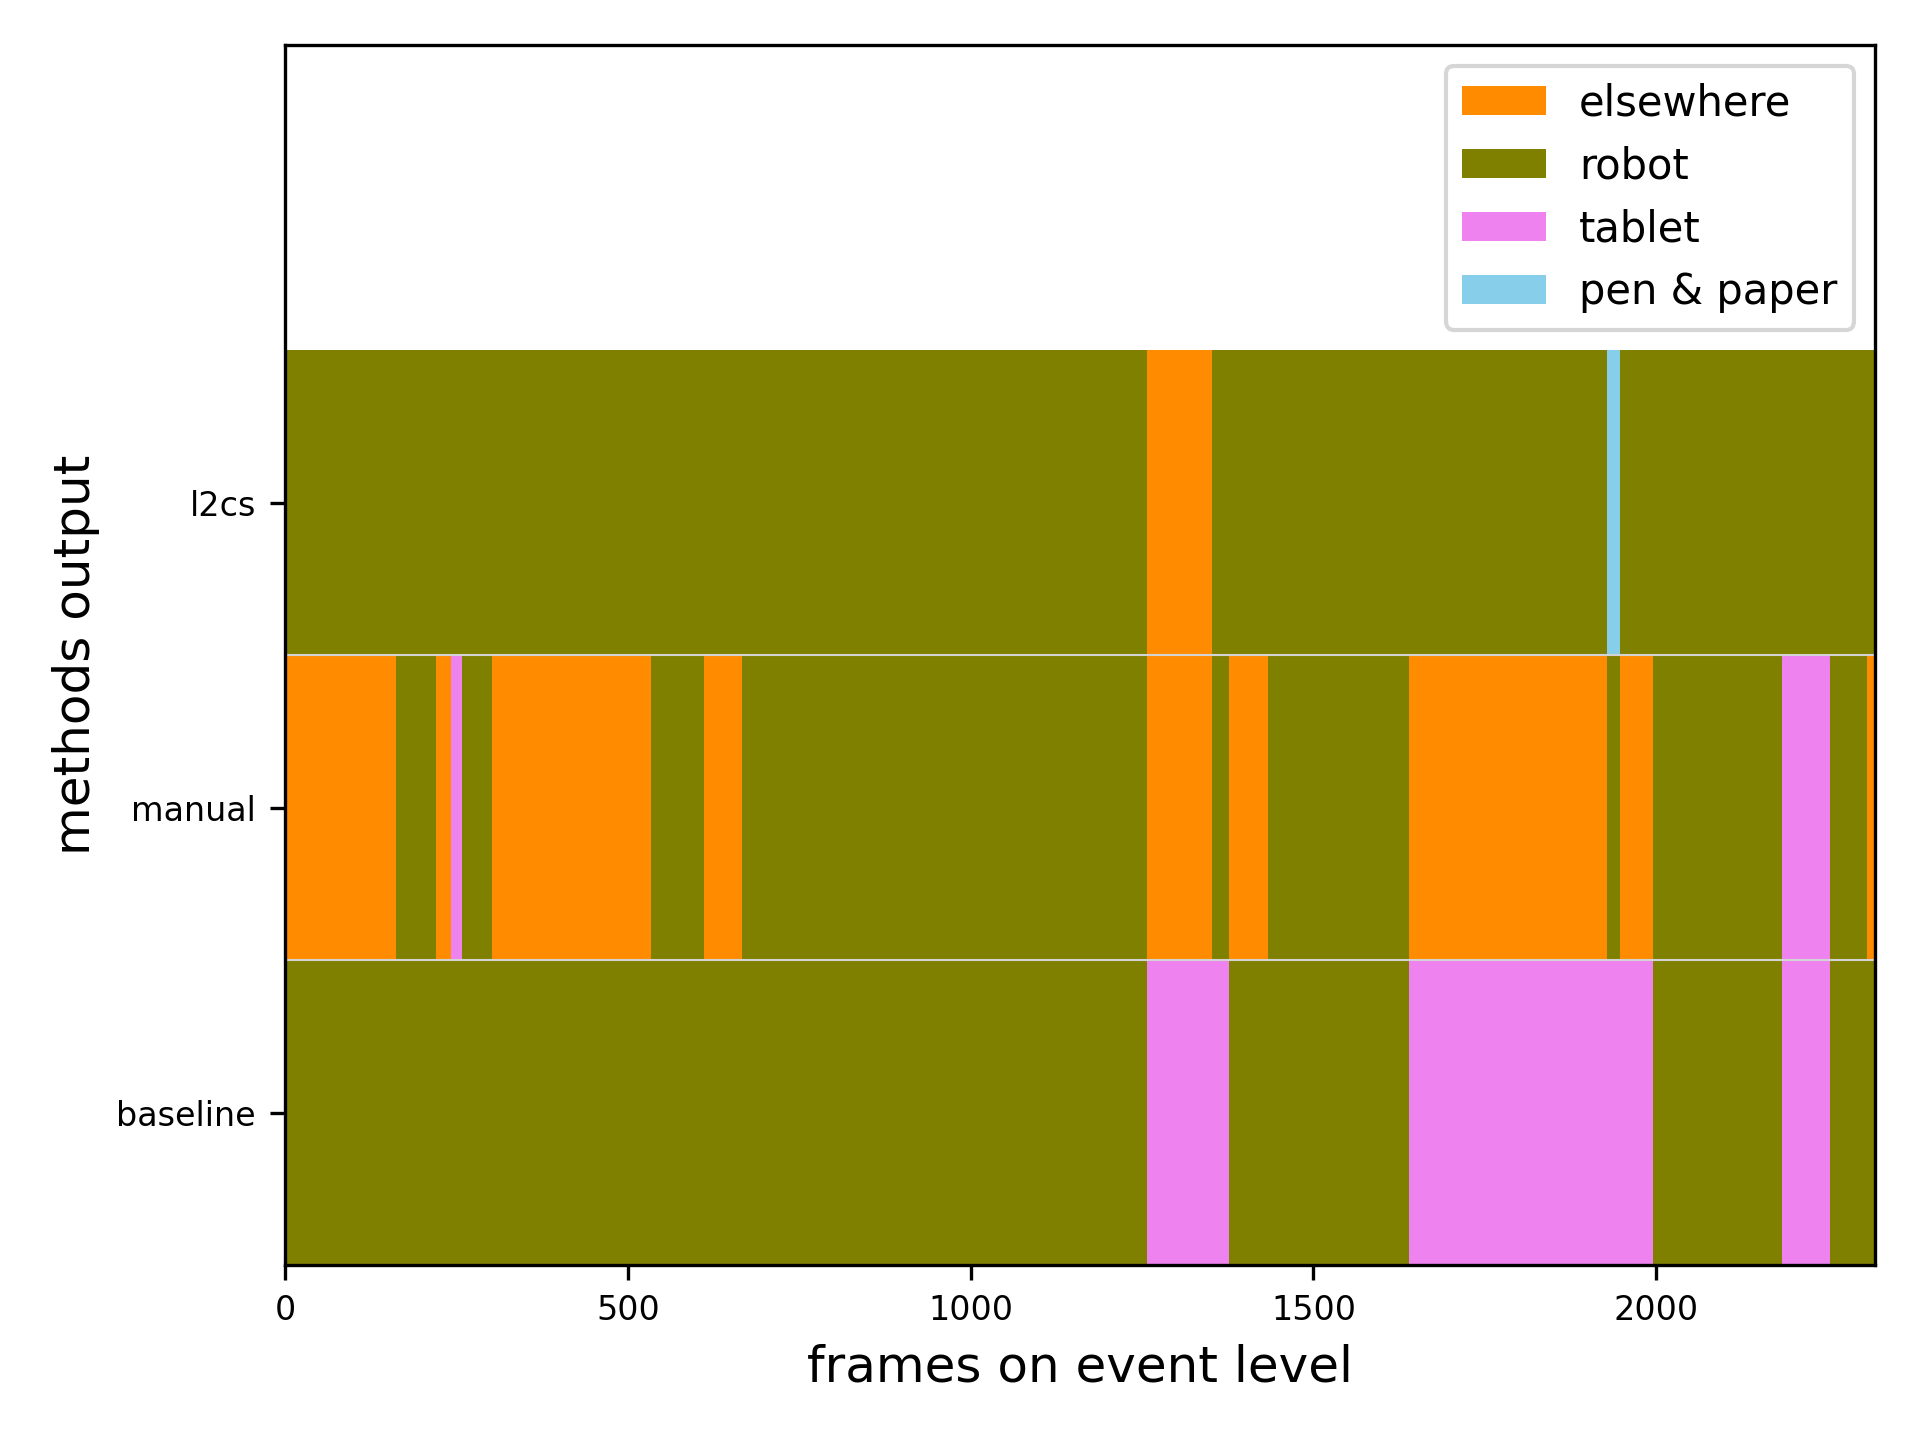 elsewhere
robot
tablet
pen & paper
methods output
l2cs
manual
baseline
0 500 1000 1500 2000
frames on event level